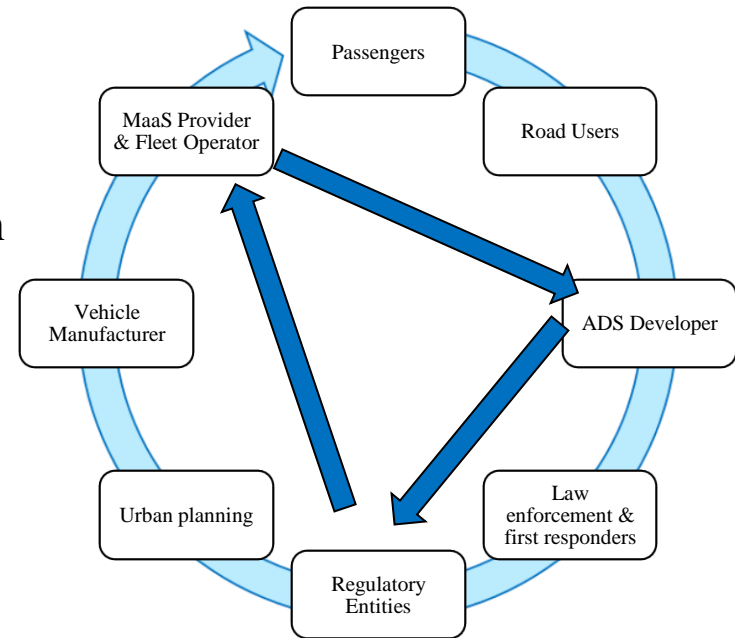 Passengers
MaaS Provider
& Fleet Operator
Road Users
Vehicle
Manufacturer
ADS Developer
Urban planning
Law
enforcement &
first responders
Regulatory
Entities